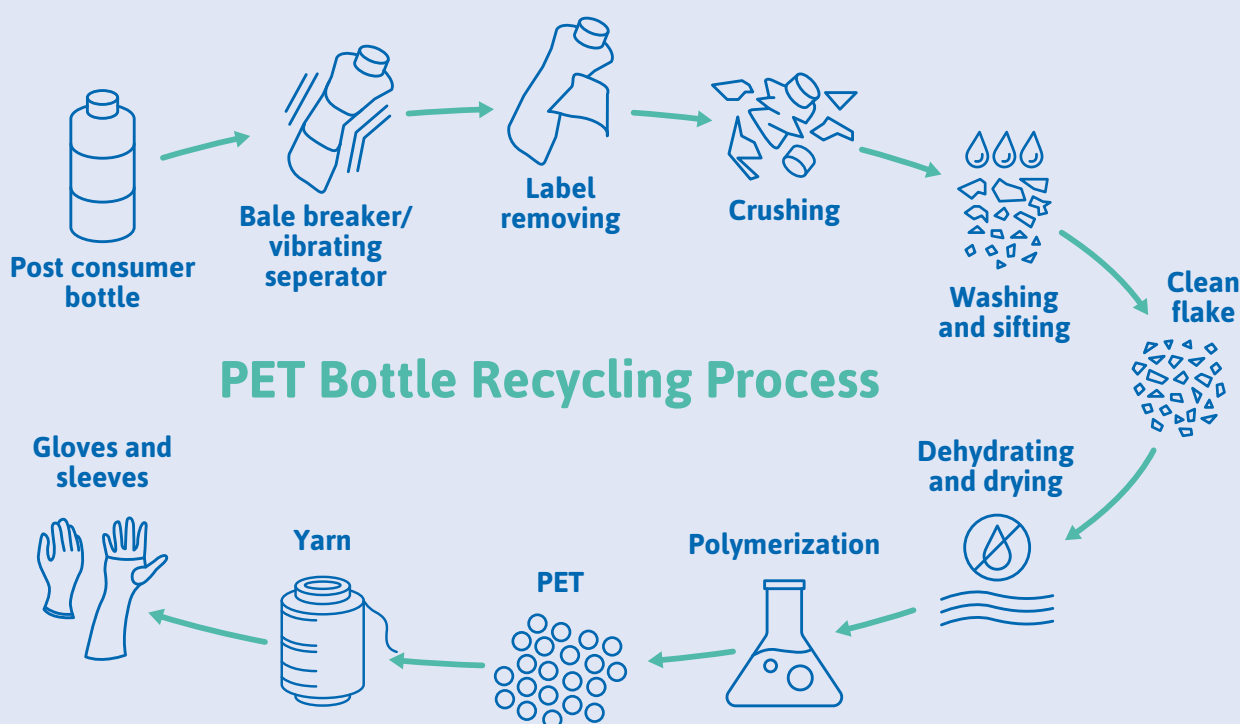 Post consumer
bottle
Bale breaker/
vibrating
seperator
Label
removing
Crushing
Washing
and sifting
Clean
flake
PET Bottle Recycling Process
Dehydrating
and drying
Polymerization
PET
Yarn
Gloves and
sleeves